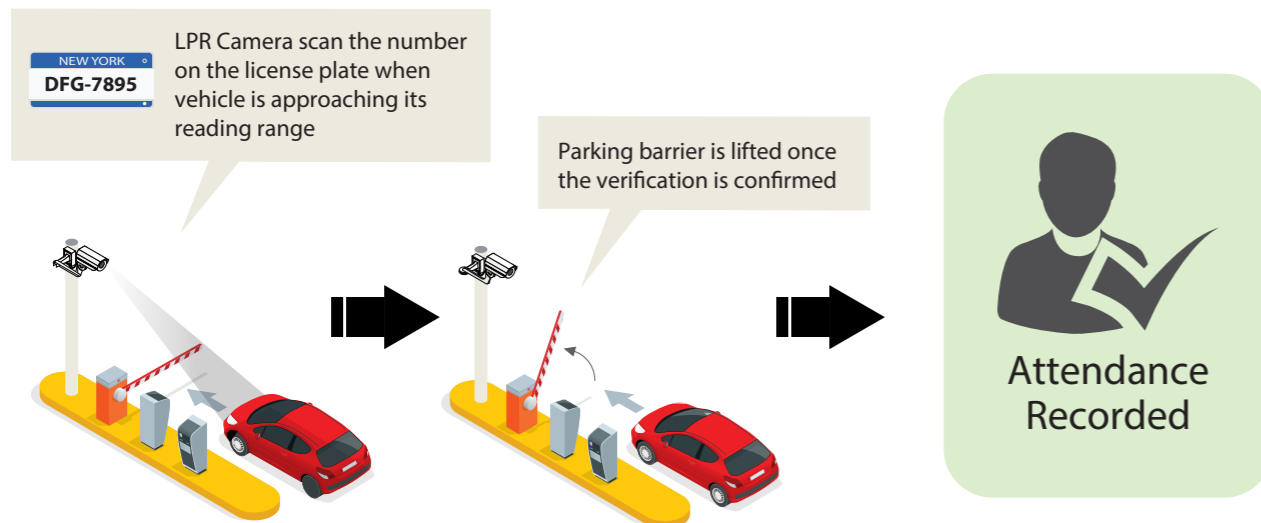 NEW YORK
DFG-7895
LPR Camera scan the number
on the license plate when
vehicle is approaching its
reading range
Parking barrier is lifted once
the verification is confirmed
Attendance
Recorded